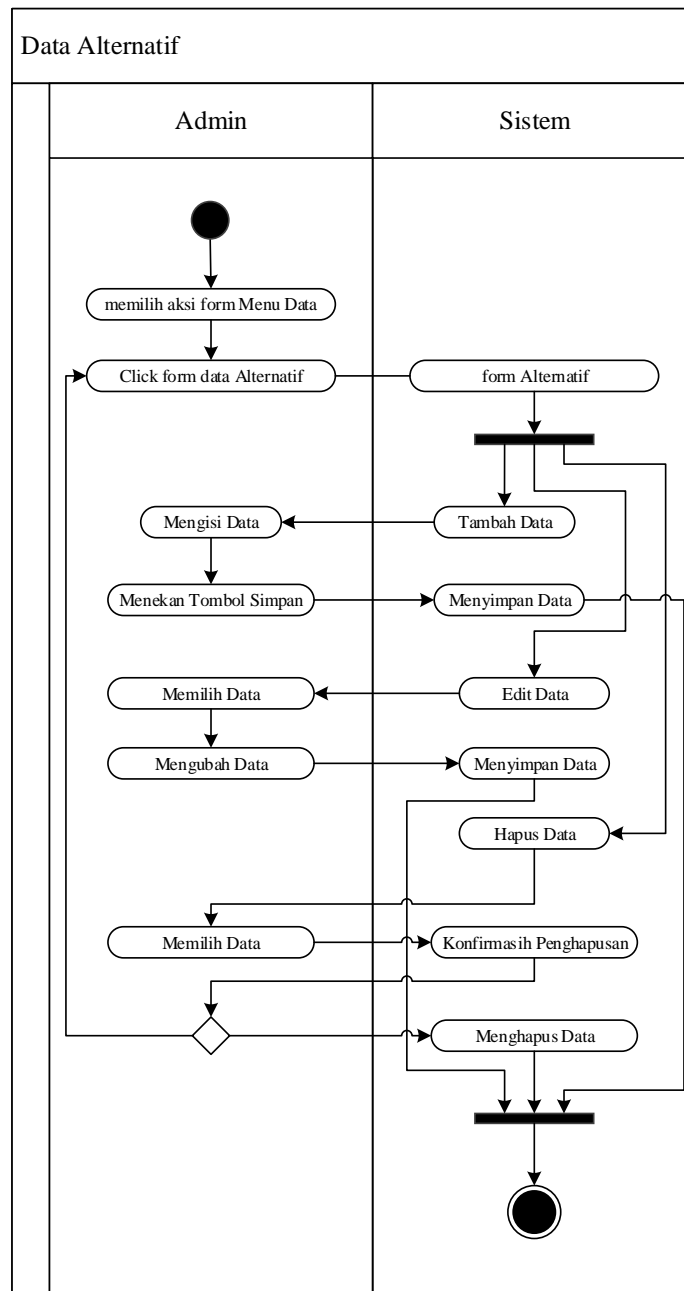 Data Alternatif
Admin
Sistem
memilih aksi form Menu Data
Click form data Alternatif
form Alternatif
Mengisi Data
Tambah Data
Menekan Tombol Simpan
Menyimpan Data
Memilih Data
Edit Data
Mengubah Data
Menyimpan Data
Hapus Data
Memilih Data
Konfirmasih Penghapusan
Menghapus Data